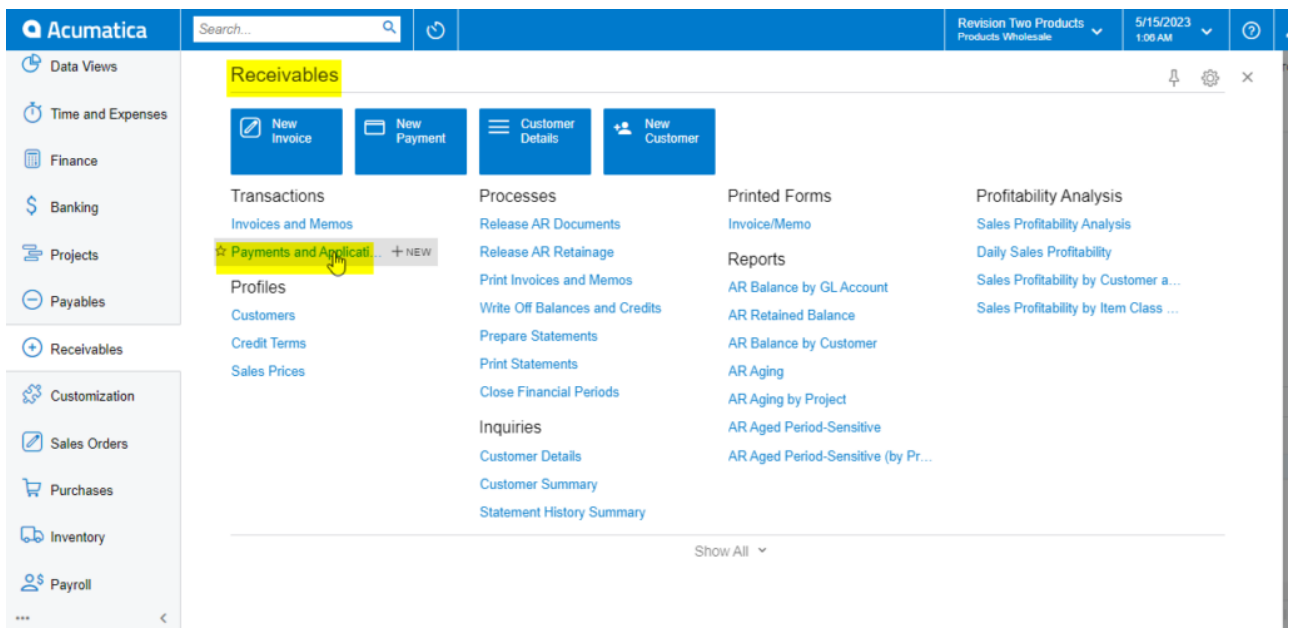 Acumatica
Search...
Revision Two Products
Products Wholesale
5/15/2023
1:06 AM
Data Views
Time and Expenses
Finance
Banking
Projects
Payables
Receivables
Customization
Sales Orders
Purchases
Inventory
Payroll
Receivables
New
Invoice
New
Payment
Customer
Details
New
Customer
Transactions
Invoices and Memos
Payments and Applicati... + NEW
Profiles
Customers
Credit Terms
Sales Prices
Processes
Release AR Documents
Release AR Retainage
Print Invoices and Memos
Write Off Balances and Credits
Prepare Statements
Print Statements
Close Financial Periods
Inquiries
Customer Details
Customer Summary
Statement History Summary
Printed Forms
Invoice/Memo
Reports
AR Balance by GL Account
AR Retained Balance
AR Balance by Customer
AR Aging
AR Aging by Project
AR Aged Period-Sensitive
AR Aged Period-Sensitive (by Pr...
Profitability Analysis
Sales Profitability Analysis
Daily Sales Profitability
Sales Profitability by Customer a...
Sales Profitability by Item Class ...
Show All